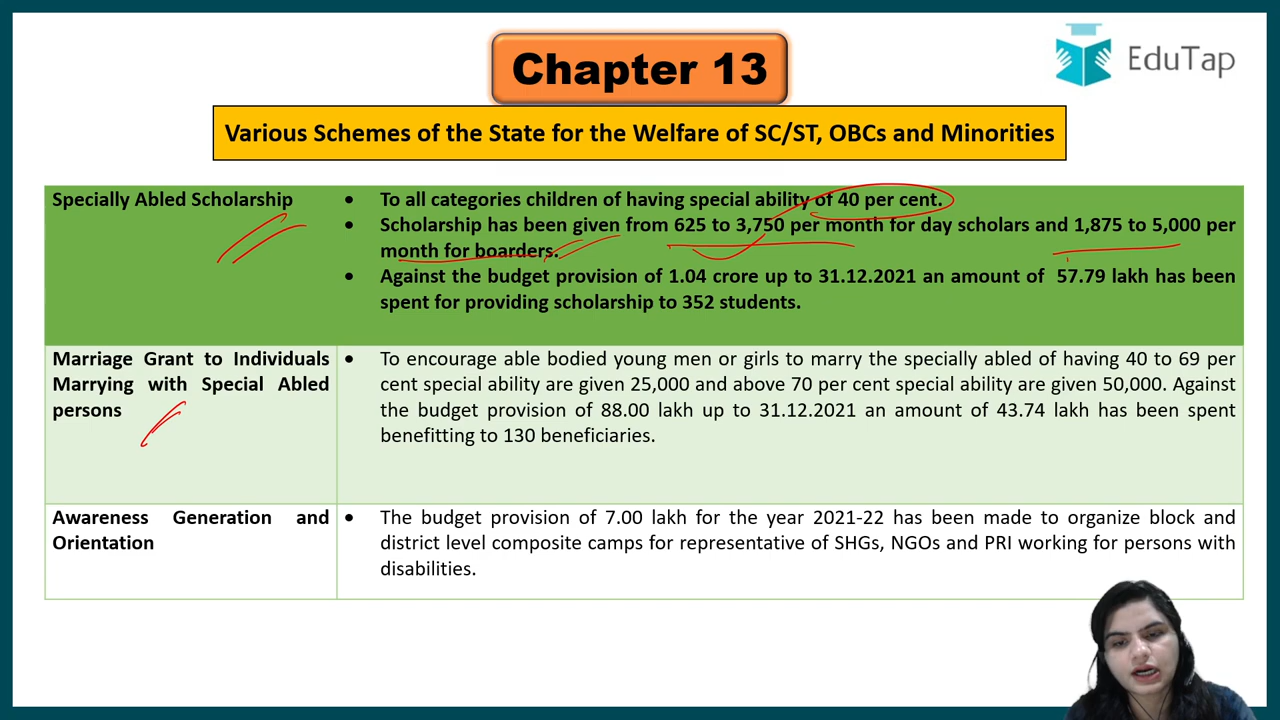 Chapter 13
EduTap
Various Schemes of the State for the Welfare of SC/ST, OBCs and Minorities
Specially Abled Scholarship
• To all categories children of having special ability of 40 per cent.
• Scholarship has been given from 625 to 3,750 per month for day scholars and 1,875 to 5,000 per
month for boarders.
• Against the budget provision of 1.04 crore up to 31.12.2021 an amount of 57.79 lakh has been
spent for providing scholarship to 352 students.
Marriage Grant to Individuals
Marrying with Special Abled
persons
• To encourage able bodied young men or girls to marry the specially abled of having 40 to 69 per
cent special ability are given 25,000 and above 70 per cent special ability are given 50,000. Against
the budget provision of 88.00 lakh up to 31.12.2021 an amount of 43.74 lakh has been spent
benefitting to 130 beneficiaries.
Awareness Generation and
Orientation
• The budget provision of 7.00 lakh for the year 2021-22 has been made to organize block and
district level composite camps for representative of SHGs, NGOs and PRI working for persons with
disabilities.